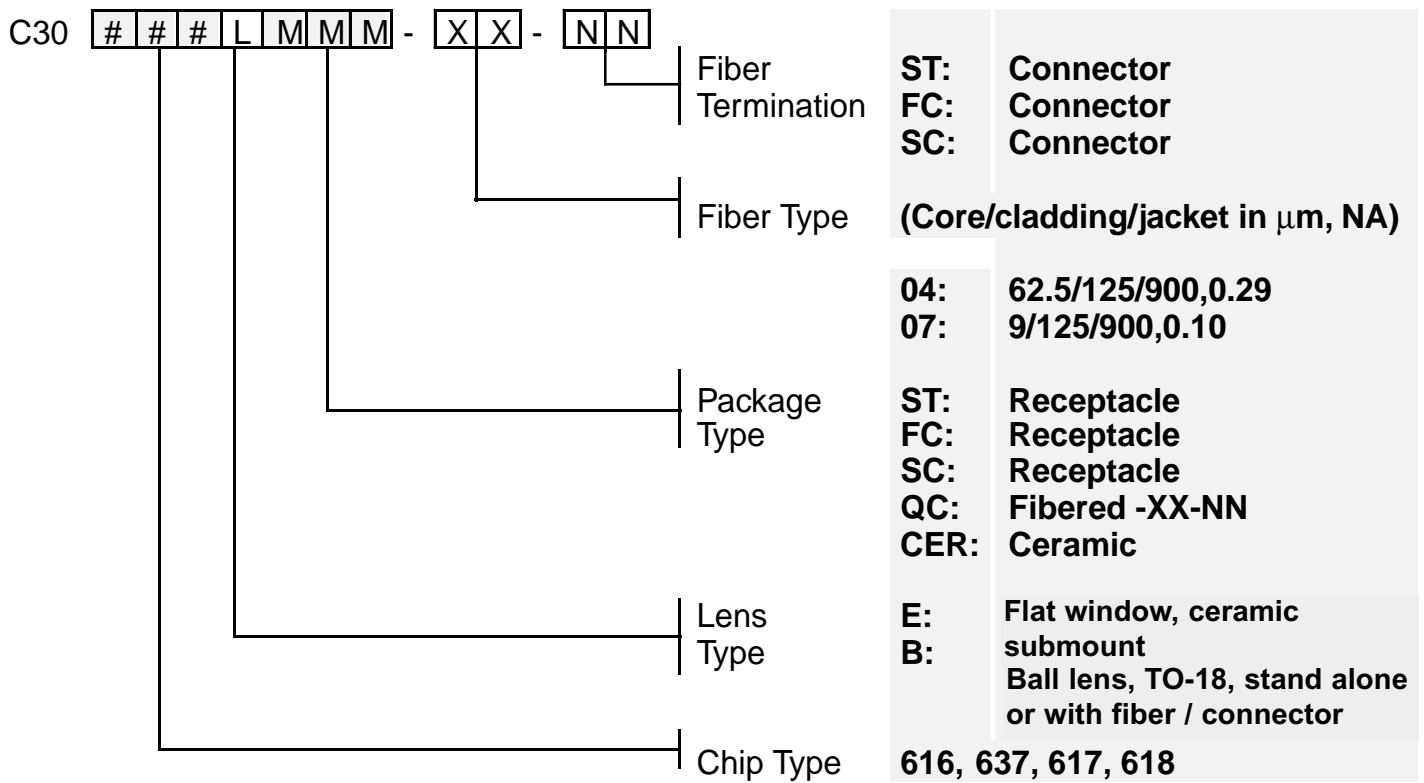 C30 # # # L M M M - X X - N N
Fiber Termination
ST: Connector
FC: Connector
SC: Connector
Fiber Type
(Core/cladding/jacket in μm, NA)
04: 62.5/125/900,0.29
07: 9/125/900,0.10
Package Type
ST: Receptacle
FC: Receptacle
SC: Receptacle
QC: Fibered -XX-NN
CER: Ceramic
Lens Type
E: Flat window, ceramic
submount
B: Ball lens, TO-18, stand alone
or with fiber / connector
Chip Type
616, 637, 617, 618